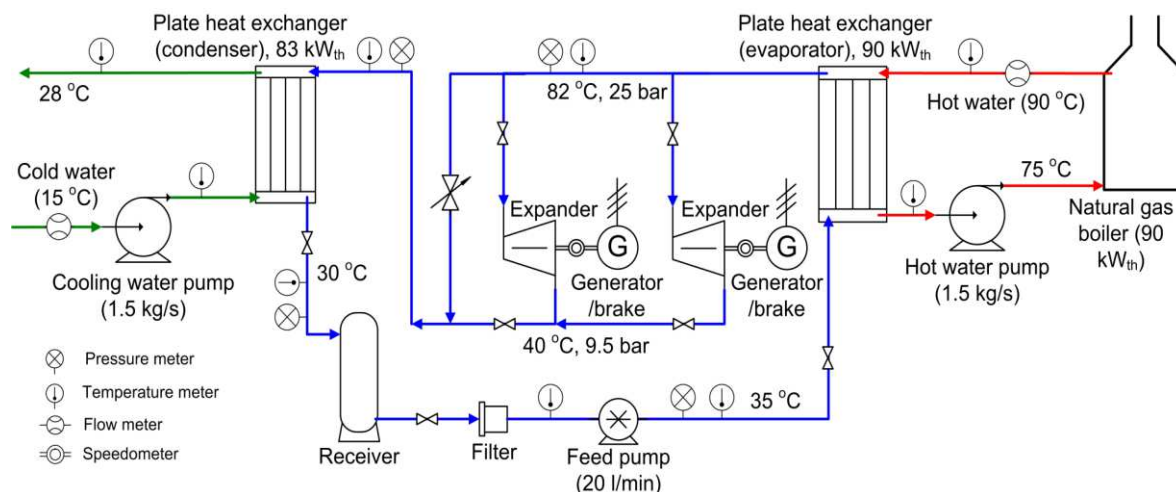 Plate heat exchanger
(condenser), 83 kWth
Plate heat exchanger
(evaporator), 90 kWth
28 °C
82 °C, 25 bar
Hot water (90 °C)
Cold water
(15 °C)
75 °C
Expander
Expander
G
G
Natural gas
boiler (90
kWth)
Cooling water pump
(1.5 kg/s)
30 °C
Generator
/brake
Generator
/brake
Hot water pump
(1.5 kg/s)
40 °C, 9.5 bar
Pressure meter
Temperature meter
Flow meter
Speedometer
35 °C
Receiver
Filter
Feed pump
(20 l/min)